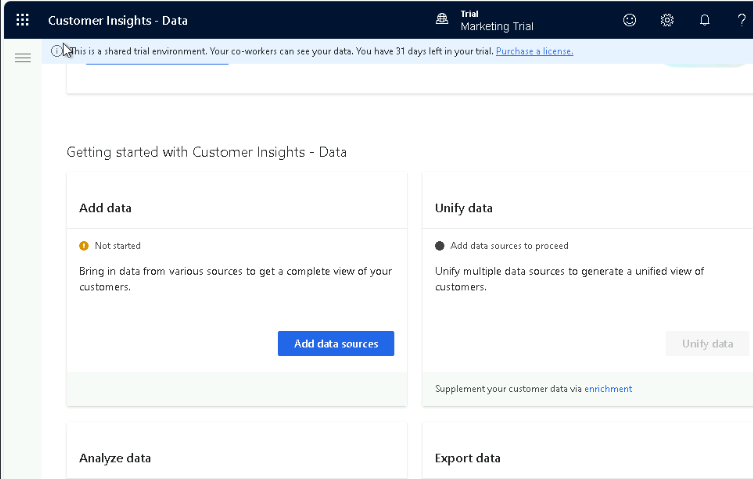 Customer Insights - Data
Trial
Marketing Trial
This is a shared trial environment. Your co-workers can see your data. You have 31 days left in your trial. Purchase a license.
Getting started with Customer Insights - Data
Add data
Not started
Bring in data from various sources to get a complete view of your
customers.
Add data sources
Unify data
Add data sources to proceed
Unify multiple data sources to generate a unified view of
customers.
Unify data
Supplement your customer data via enrichment
Analyze data
Export data